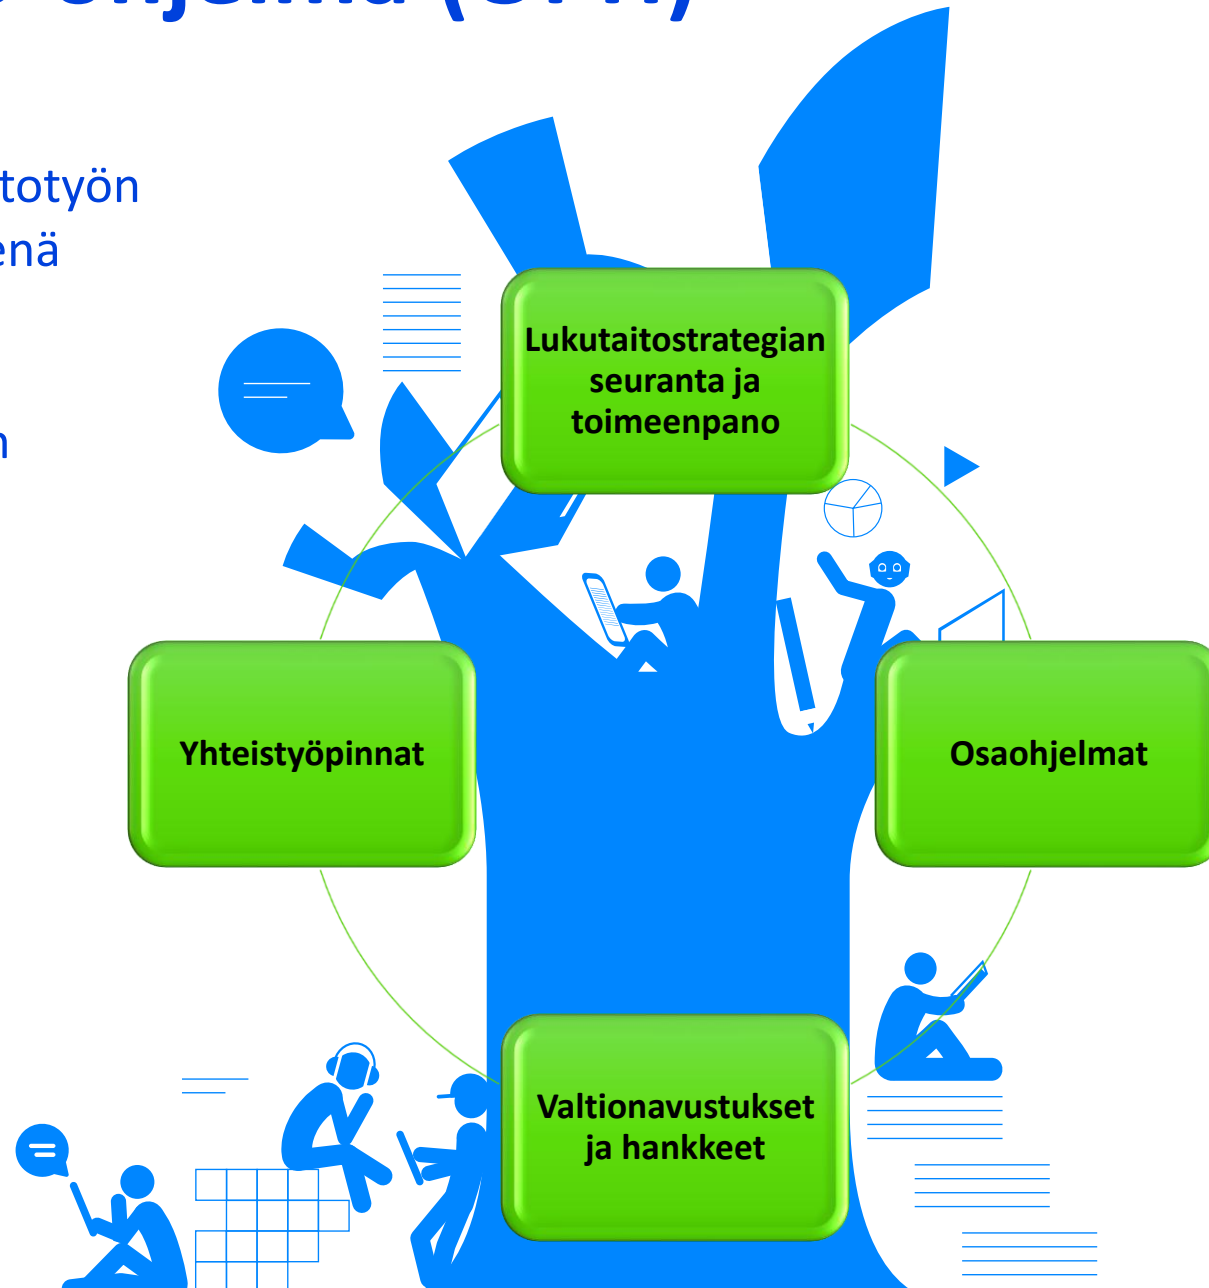 totyön
enä
Lukutaitostrategian
seuranta ja
toimeenpano
Yhteistyöpinnat
Osaohjelmat
Valtionavustukset
ja hankkeet